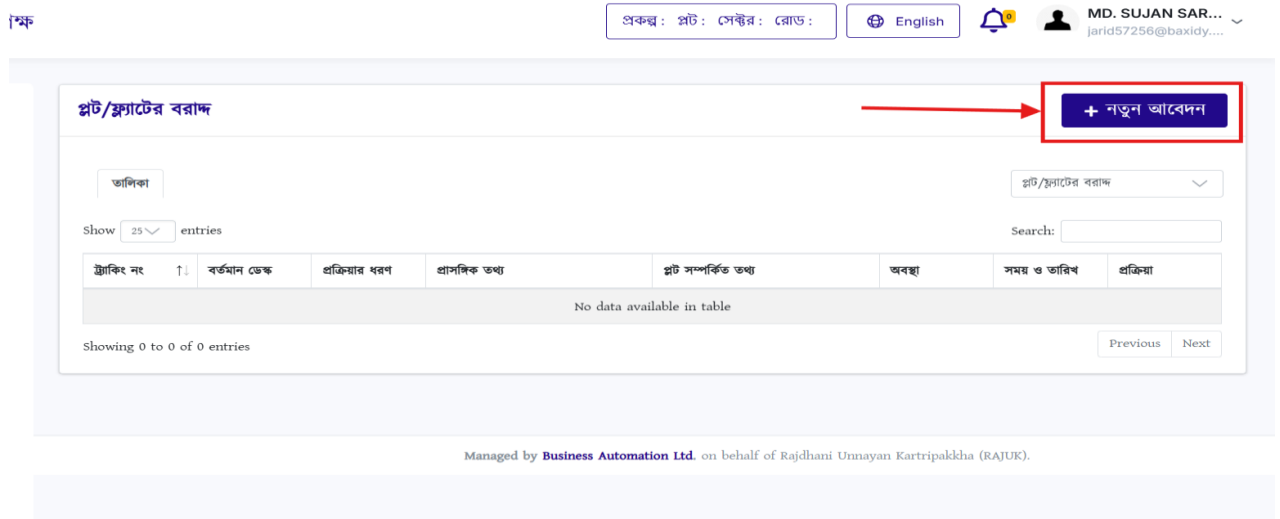 প্রকল্প : প্লট : সেক্টর : রোড :
English
0
MD. SUJAN SAR...
jarid57256@baxidy....
প্লট/ফ্ল্যাটের বরাদ্দ
+ নতুন আবেদন
তালিকা
প্লট/ফ্ল্যাটের বরাদ্দ
Show 25 entries
Search:
ট্র্যাকিং নং বর্তমান ডেস্ক প্রক্রিয়ার ধরণ প্রাসঙ্গিক তথ্য প্লট সম্পর্কিত তথ্য অবস্থা সময় ও তারিখ প্রক্রিয়া
No data available in table
Showing 0 to 0 of 0 entries
Previous Next
Managed by Business Automation Ltd. on behalf of Rajdhani Unnayan Kartripakkha (RAJUK).